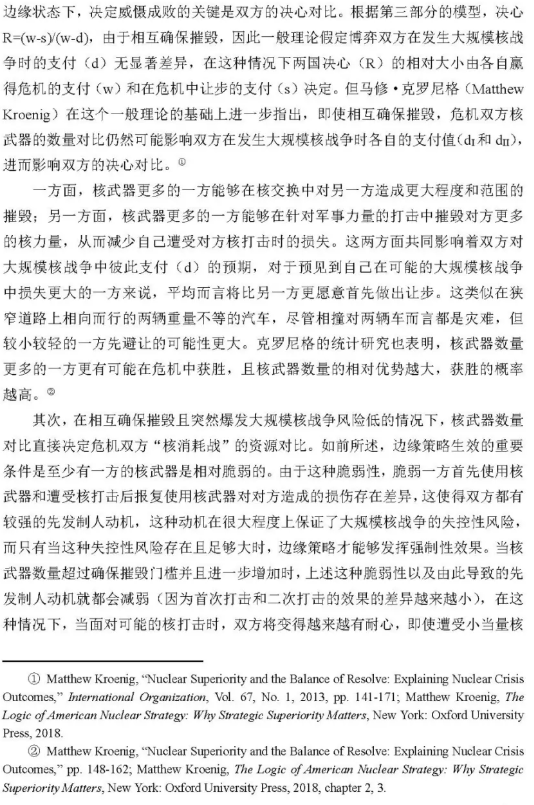 边缘状态下，决定威慑成败的关键是双方的决心对比。根据第三部分的模型，决心
R=(w-s)/(w-d)，由于相互确保摧毁，因此一般理论假定博弈双方在发生大规模核战
争时的支付（d）无显著差异，在这种情况下两国决心（R）的相对大小由各自赢
得危机的支付（w）和在危机中让步的支付（s）决定。但马修·克罗尼格（Matthew
Kroenig）在这个一般理论的基础上进一步指出，即使相互确保摧毁，危机双方核
武器的数量对比仍然可能影响双方在发生大规模核战争时各自的支付值(dⅠ和 dⅡ)，
进而影响双方的决心对比。①
一方面，核武器更多的一方能够在核交换中对另一方造成更大程度和范围的
摧毁；另一方面，核武器更多的一方能够在针对军事力量的打击中摧毁对方更多
的核力量，从而减少自己遭受对方核打击时的损失。这两方面共同影响着双方对
大规模核战争中彼此支付（d）的预期，对于预见到自己在可能的大规模核战争
中损失更大的一方来说，平均而言将比另一方更愿意首先做出让步。这类似在狭
窄道路上相向而行的两辆重量不等的汽车，尽管相撞对两辆车而言都是灾难，但
较小较轻的一方先避让的可能性更大。克罗尼格的统计研究也表明，核武器数量
更多的一方更有可能在危机中获胜，且核武器数量的相对优势越大，获胜的概率
越高。②
其次，在相互确保摧毁且突然爆发大规模核战争风险低的情况下，核武器数量
对比直接决定危机双方“核消耗战”的资源对比。如前所述，边缘策略生效的重要
条件是至少有一方的核武器是相对脆弱的。由于这种脆弱性，脆弱一方首先使用核
武器和遭受核打击后报复使用核武器对对方造成的损伤存在差异，这使得双方都有
较强的先发制人动机，这种动机在很大程度上保证了大规模核战争的失控性风险，
而只有当这种失控性风险存在且足够大时，边缘策略才能够发挥强制性效果。当核
武器数量超过确保摧毁门槛并且进一步增加时，上述这种脆弱性以及由此导致的先
发制人动机就都会减弱（因为首次打击和二次打击的效果的差异越来越小），在这
种情况下，当面对可能的核打击时，双方将变得越来越有耐心，即使遭受小当量核
① Matthew Kroenig, “Nuclear Superiority and the Balance of Resolve: Explaining Nuclear Crisis
Outcomes,” International Organization, Vol. 67, No. 1, 2013, pp. 141-171; Matthew Kroenig, The
Logic of American Nuclear Strategy: Why Strategic Superiority Matters, New York: Oxford University
Press, 2018.
② Matthew Kroenig, “Nuclear Superiority and the Balance of Resolve: Explaining Nuclear Crisis
Outcomes,” pp. 148-162; Matthew Kroenig, The Logic of American Nuclear Strategy: Why Strategic
Superiority Matters, New York: Oxford University Press, 2018, chapter 2, 3.